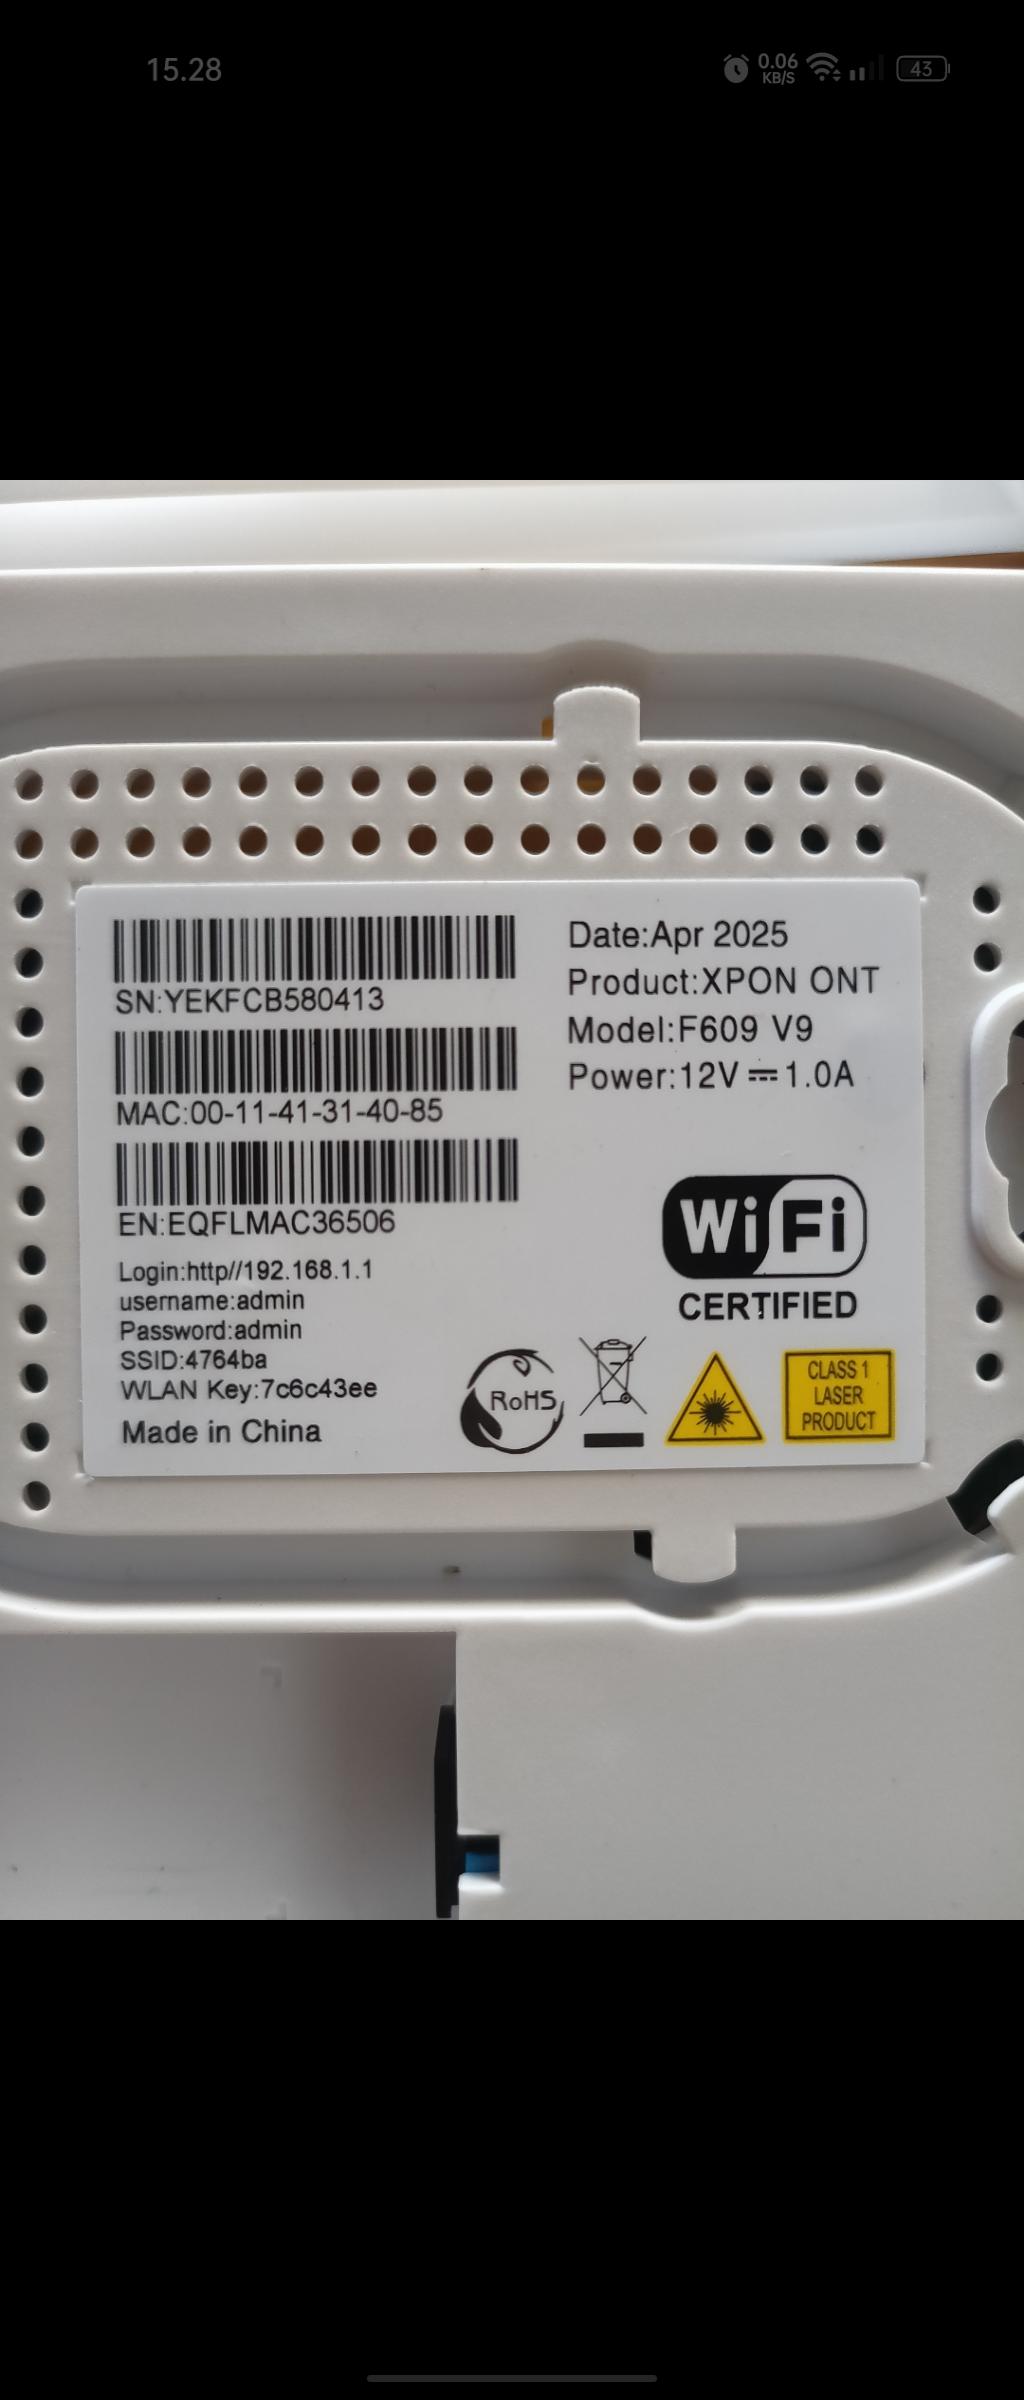 15.28
0.06
KB/S
43
SN:YEKFCB580413
MAC:00-11-41-31-40-85
EN:EQFLMAC36506
Login:http//192.168.1.1
username:admin
Password:admin
SSID:4764ba
WLAN Key:7c6c43ee
Made in China
Date:Apr 2025
Product:XPON ONT
Model:F609 V9
Power:12V⎓1.0A
WiFi
CERTIFIED
RoHS
CLASS 1
LASER
PRODUCT